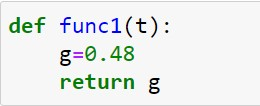 def func1(t):
    g=0.48
    return g